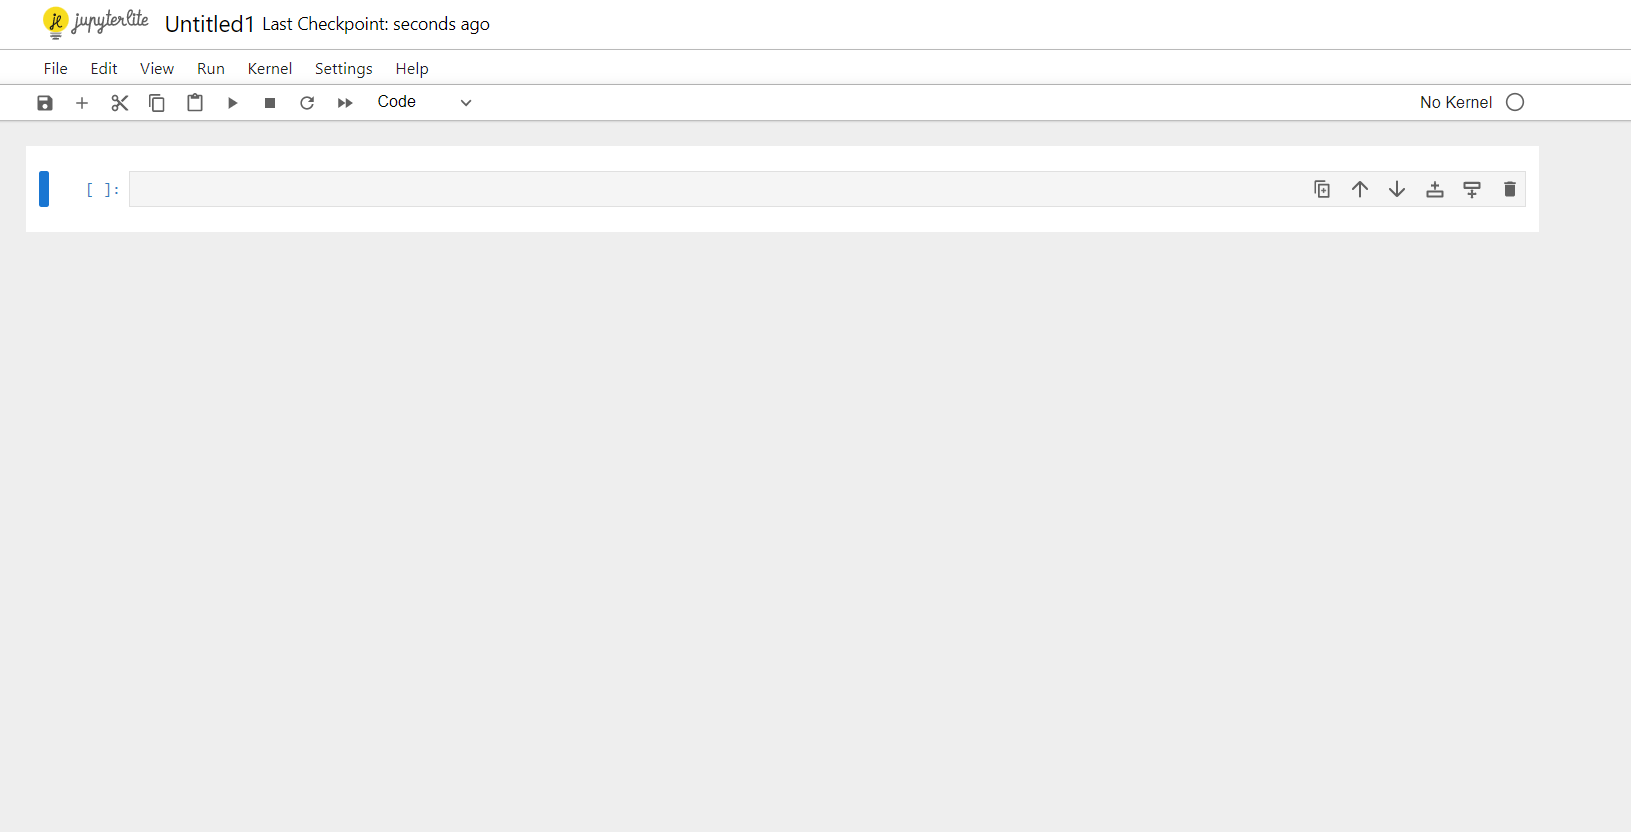 jupyterlite Untitled1 Last Checkpoint: seconds ago
File Edit View Run Kernel Settings Help
Code No Kernel
[ ]: